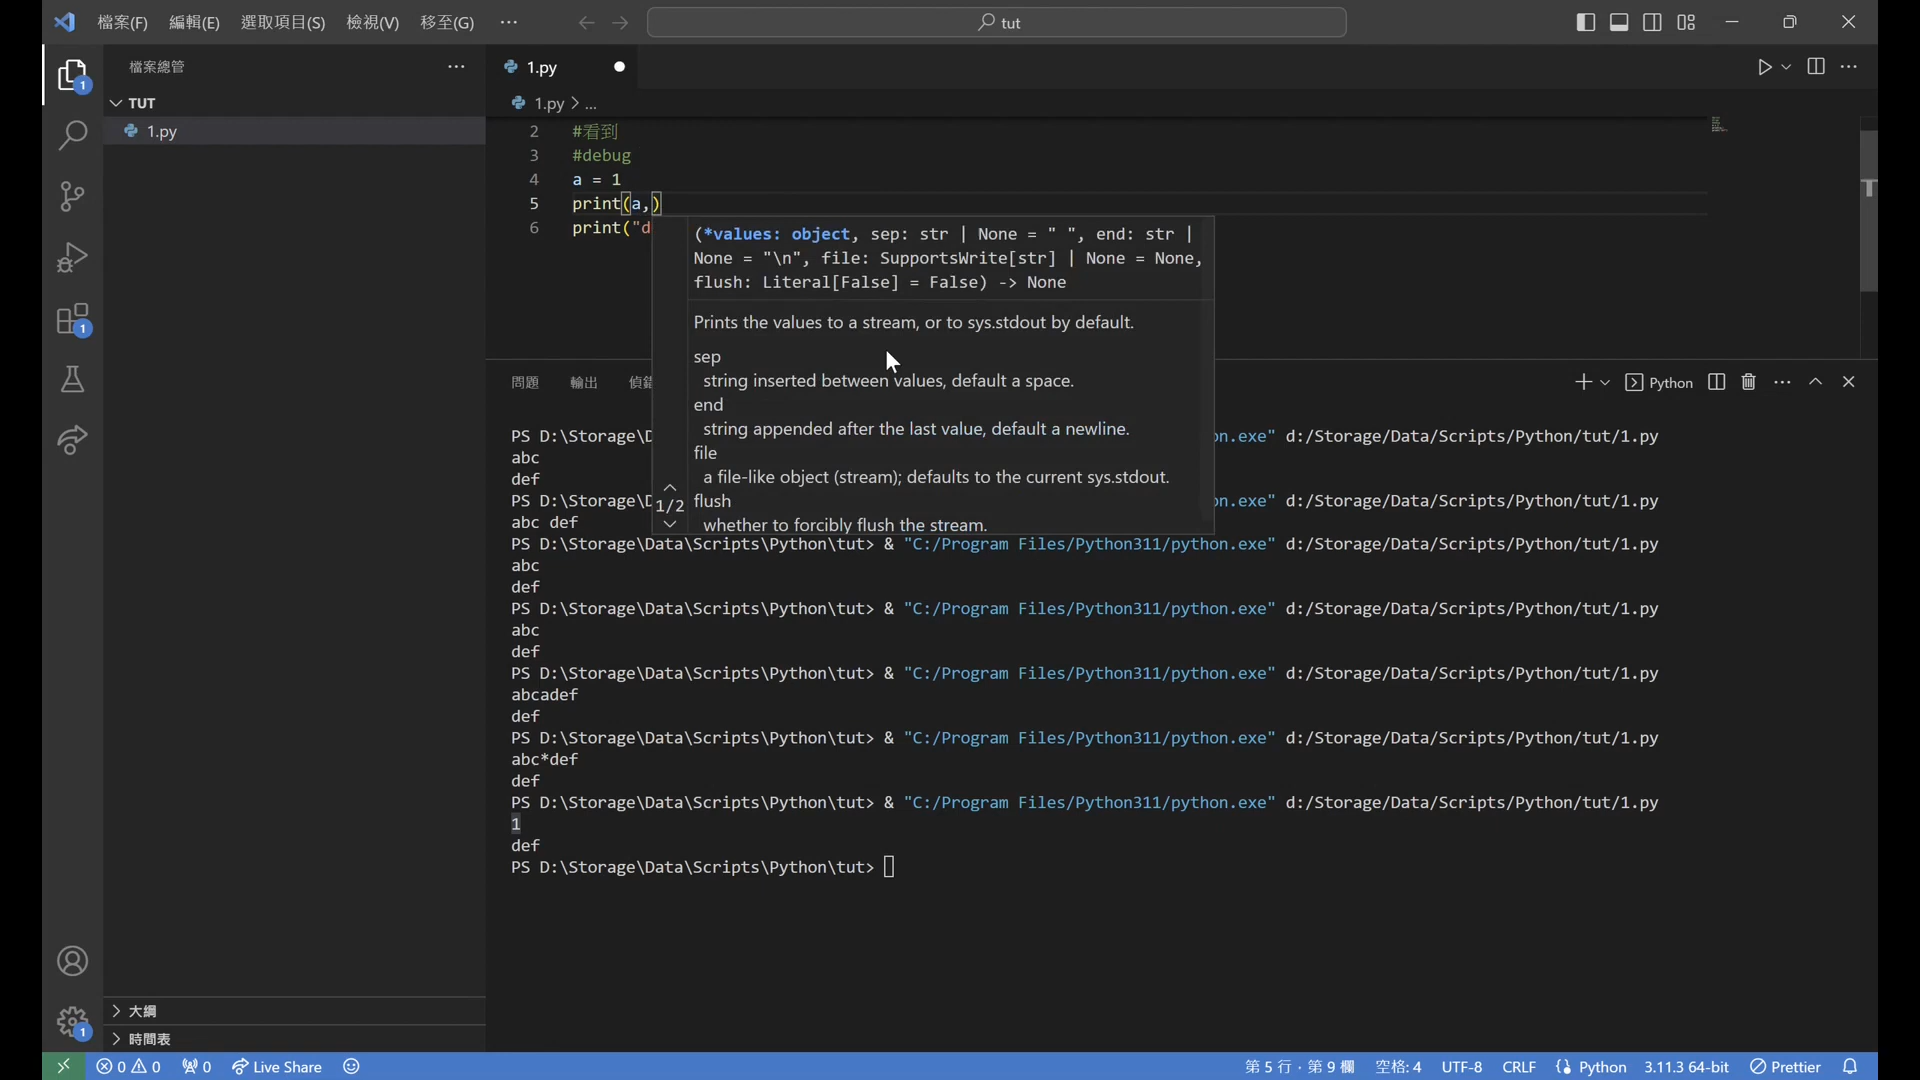 檔案(F) 編輯(E) 選取項目(S) 檢視(V) 移至(G) ··· tut
檔案總管 ···
1.py
TUT
1.py > ...
1.py
2 #看到
3 #debug
4 a = 1
5 print(a,)
6 print("d
(*values: object, sep: str | None = " ", end: str |
None = "\n", file: SupportsWrite[str] | None = None,
flush: Literal[False] = False) -> None
Prints the values to a stream, or to sys.stdout by default.
sep
string inserted between values, default a space.
end
string appended after the last value, default a newline.
file
a file-like object (stream); defaults to the current sys.stdout.
flush
whether to forcibly flush the stream.
1/2
問題 輸出 偵錯 Python
PS D:\Storage\D on.exe" d:/Storage/Data/Scripts/Python/tut/1.py
abc
def
PS D:\Storage\D on.exe" d:/Storage/Data/Scripts/Python/tut/1.py
abc def
PS D:\Storage\Data\Scripts\Python\tut> & "C:/Program Files/Python311/python.exe" d:/Storage/Data/Scripts/Python/tut/1.py
abc
def
PS D:\Storage\Data\Scripts\Python\tut> & "C:/Program Files/Python311/python.exe" d:/Storage/Data/Scripts/Python/tut/1.py
abc
def
PS D:\Storage\Data\Scripts\Python\tut> & "C:/Program Files/Python311/python.exe" d:/Storage/Data/Scripts/Python/tut/1.py
abcadef
def
PS D:\Storage\Data\Scripts\Python\tut> & "C:/Program Files/Python311/python.exe" d:/Storage/Data/Scripts/Python/tut/1.py
abc*def
def
PS D:\Storage\Data\Scripts\Python\tut> & "C:/Program Files/Python311/python.exe" d:/Storage/Data/Scripts/Python/tut/1.py
1
def
PS D:\Storage\Data\Scripts\Python\tut>
1
1
1
大綱
時間表
0 0 0 Live Share 第 5 行，第 9 欄 空格: 4 UTF-8 CRLF {} Python 3.11.3 64-bit Prettier